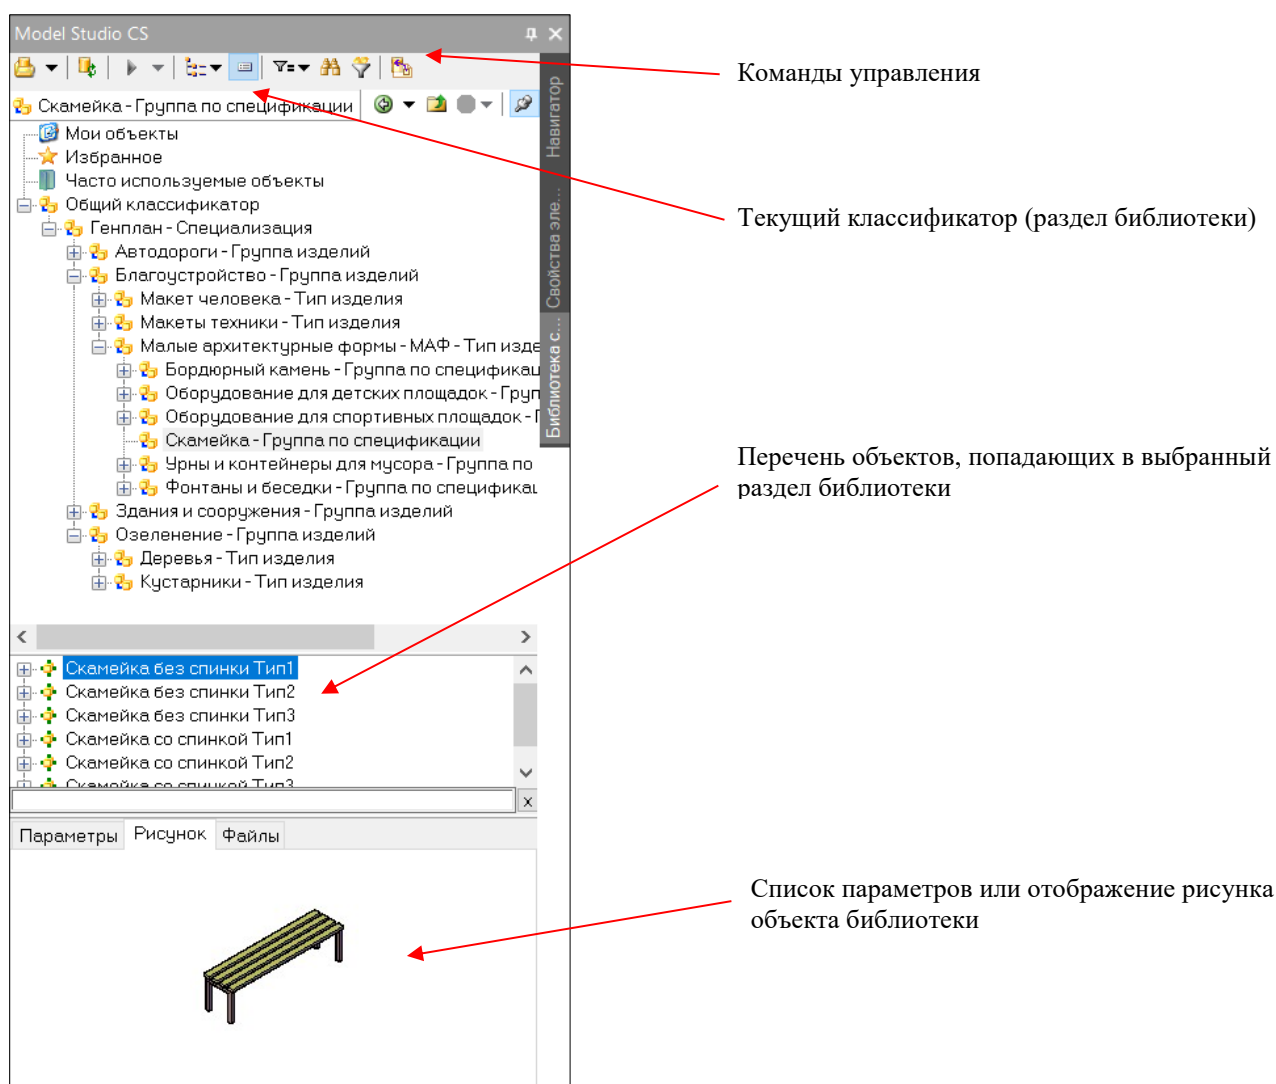 Model Studio CS
Команды управления
Скамейка - Группа по спецификации
Навигатор
Свойства эле...
Библиотека с...
Мои объекты
Избранное
Часто используемые объекты
Общий классификатор
Генплан - Специализация
Текущий классификатор (раздел библиотеки)
Автодороги - Группа изделий
Благоустройство - Группа изделий
Макет человека - Тип изделия
Макеты техники - Тип изделия
Малые архитектурные формы - МАФ - Тип изде
Бордюрный камень - Группа по спецификац
Оборудование для детских площадок - Груп
Оборудование для спортивных площадок - Г
Скамейка - Группа по спецификации
Урны и контейнеры для мусора - Группа по
Фонтаны и беседки - Группа по спецификац
Здания и сооружения - Группа изделий
Озеленение - Группа изделий
Деревья - Тип изделия
Кустарники - Тип изделия
Перечень объектов, попадающих в выбранный
раздел библиотеки
Скамейка без спинки Тип1
Скамейка без спинки Тип2
Скамейка без спинки Тип3
Скамейка со спинкой Тип1
Скамейка со спинкой Тип2
Скамейка со спинкой Тип3
x
Параметры Рисунок Файлы
Список параметров или отображение рисунка
объекта библиотеки